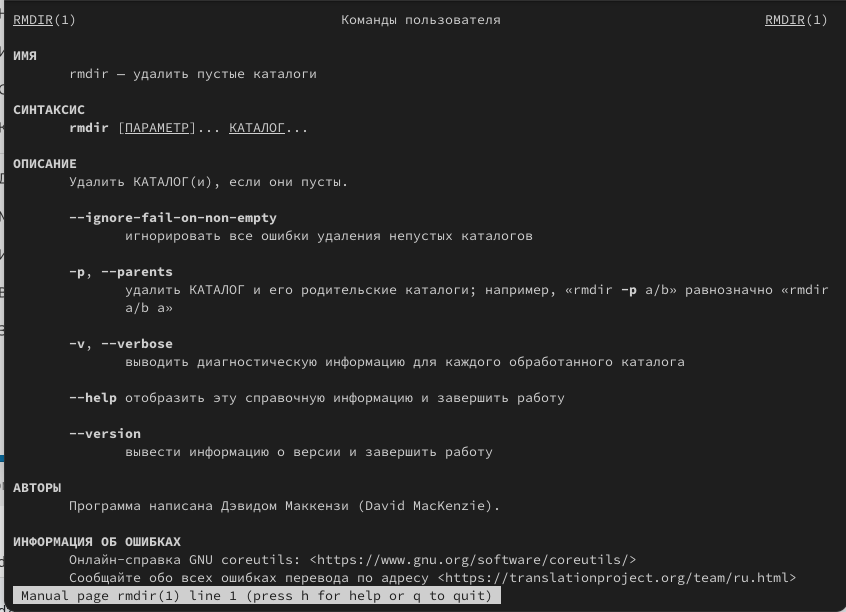 RMDIR(1) Команды пользователя RMDIR(1)
ИМЯ
rmdir — удалить пустые каталоги
СИНТАКСИС
rmdir [ПАРАМЕТР]... КАТАЛОГ...
ОПИСАНИЕ
Удалить КАТАЛОГ(и), если они пусты.
--ignore-fail-on-non-empty
игнорировать все ошибки удаления непустых каталогов
-p, --parents
удалить КАТАЛОГ и его родительские каталоги; например, «rmdir -p a/b» равнозначно «rmdir
a/b a»
-v, --verbose
выводить диагностическую информацию для каждого обработанного каталога
--help отобразить эту справочную информацию и завершить работу
--version
вывести информацию о версии и завершить работу
АВТОРЫ
Программа написана Дэвидом Маккензи (David MacKenzie).
ИНФОРМАЦИЯ ОБ ОШИБКАХ
Онлайн-справка GNU coreutils: <https://www.gnu.org/software/coreutils/>
Сообщайте обо всех ошибках перевода по адресу <https://translationproject.org/team/ru.html>
Manual page rmdir(1) line 1 (press h for help or q to quit)